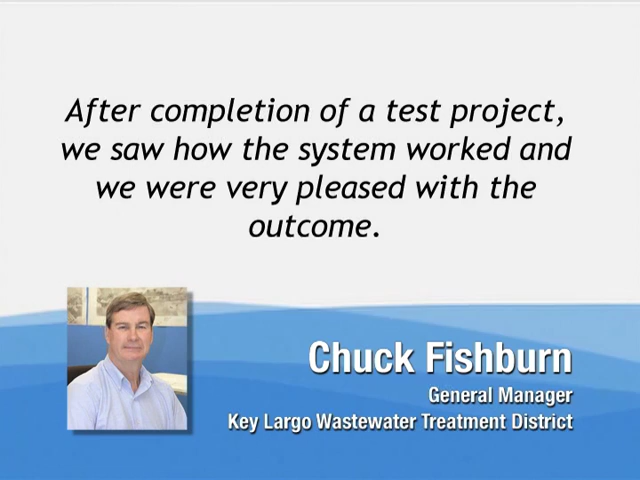 After completion of a test project,
we saw how the system worked and
we were very pleased with the
outcome.
Chuck Fishburn
General Manager
Key Largo Wastewater Treatment District